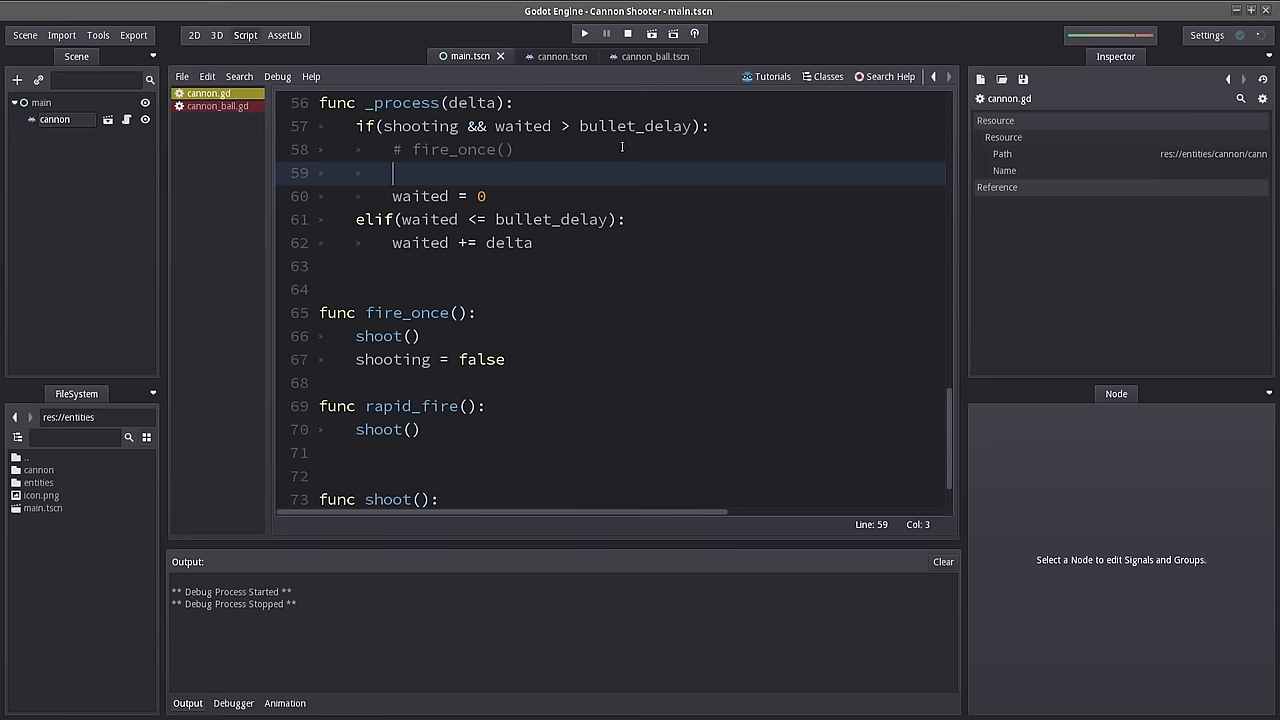 Godot Engine - Cannon Shooter - main.tscn
Scene Import Tools Export 2D 3D Script AssetLib Settings
Scene main.tscn cannon.tscn cannon_ball.tscn Inspector
File Edit Search Debug Help Tutorials Classes Search Help
main
cannon
cannon.gd
cannon_ball.gd
56 func _process(delta):
57 if(shooting && waited > bullet_delay):
58 # fire_once()
59
60 waited = 0
61 elif(waited <= bullet_delay):
62 waited += delta
63
64
65 func fire_once():
66 shoot()
67 shooting = false
68
69 func rapid_fire():
70 shoot()
71
72
73 func shoot():
Line: 59 Col: 3
cannon.gd
Resource
Resource
Path res://entities/cannon/cann
Name
Reference
FileSystem
res://entities
..
cannon
entities
icon.png
main.tscn
Output: Clear
** Debug Process Started **
** Debug Process Stopped **
Output Debugger Animation
Node
Select a Node to edit Signals and Groups.